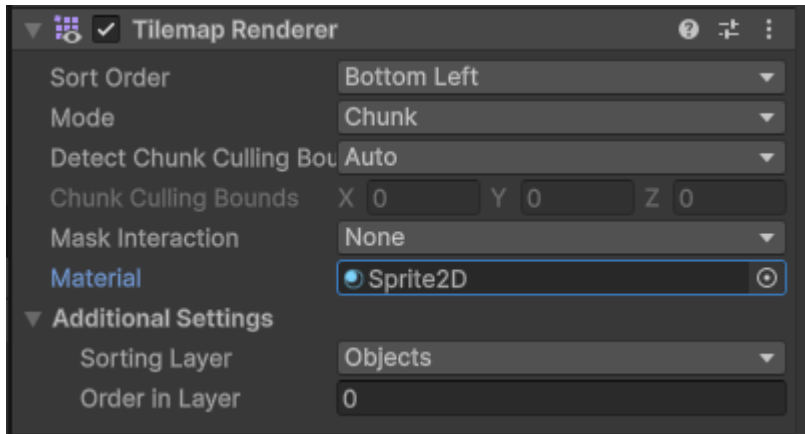 Tilemap Renderer
Sort Order Bottom Left
Mode Chunk
Detect Chunk Culling Bou Auto
Chunk Culling Bounds X 0 Y 0 Z 0
Mask Interaction None
Material Sprite2D
Additional Settings
Sorting Layer Objects
Order in Layer 0